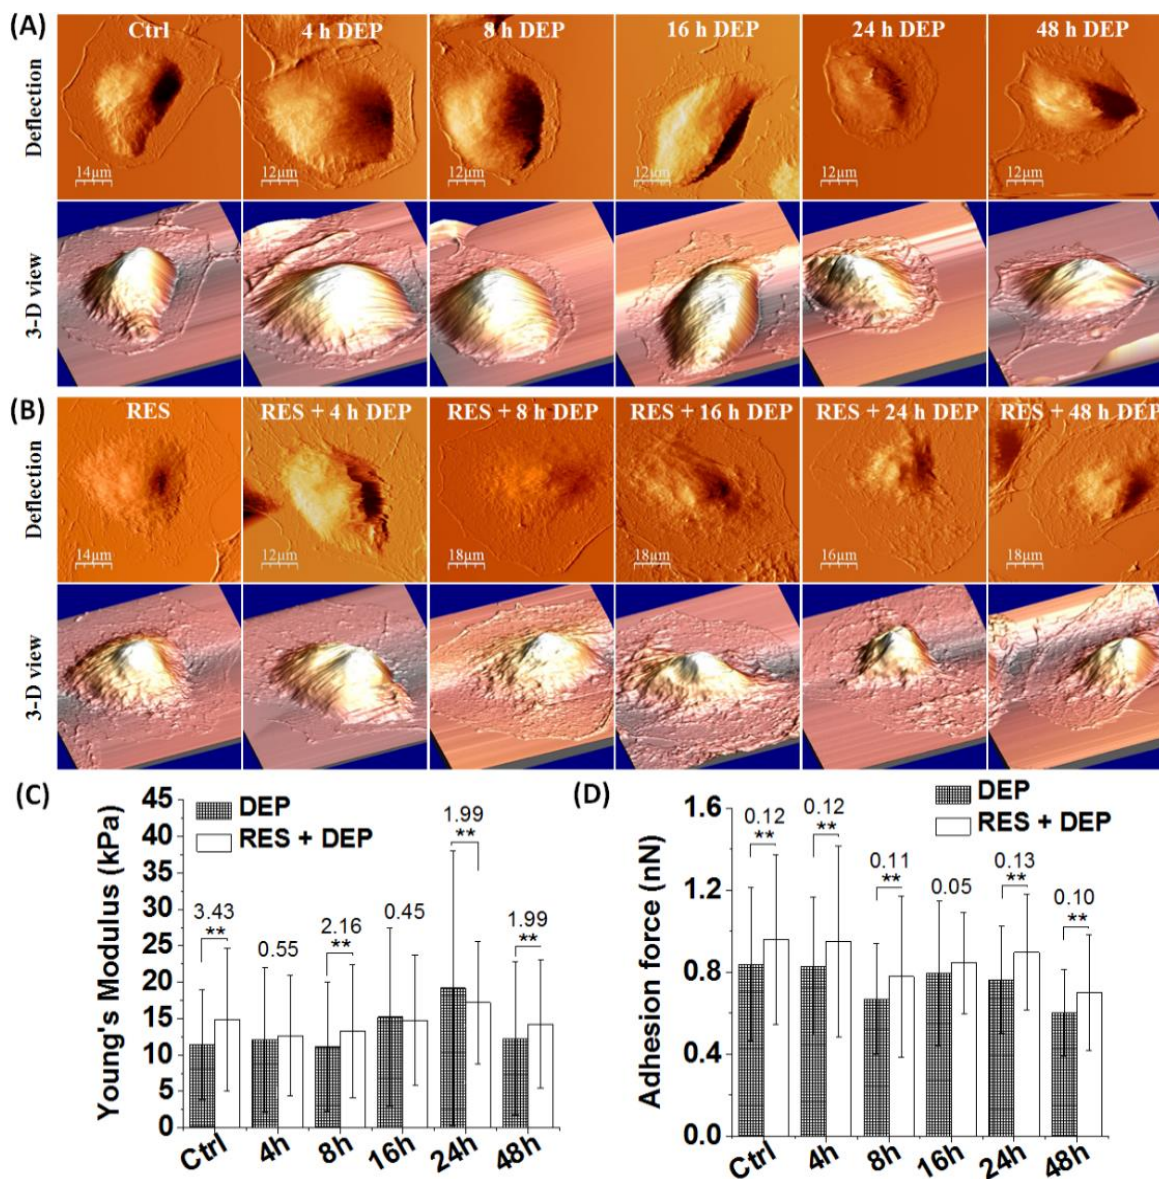 (A)
Ctrl
4 h DEP
8 h DEP
16 h DEP
24 h DEP
48 h DEP
Deflection
14μm
12μm
12μm
12μm
12μm
12μm
3-D view
(B)
RES
RES + 4 h DEP
RES + 8 h DEP
RES + 16 h DEP
RES + 24 h DEP
RES + 48 h DEP
Deflection
14μm
12μm
18μm
18μm
16μm
18μm
3-D view
(C)
Young's Modulus (kPa)
45
40
35
30
25
20
15
10
5
0
DEP
RES + DEP
3.43
**
0.55
2.16
**
0.45
1.99
**
1.99
**
Ctrl
4h
8h
16h
24h
48h
(D)
Adhesion force (nN)
1.6
1.2
0.8
0.4
0.0
DEP
RES + DEP
0.12
**
0.12
**
0.11
**
0.05
0.13
**
0.10
**
Ctrl
4h
8h
16h
24h
48h